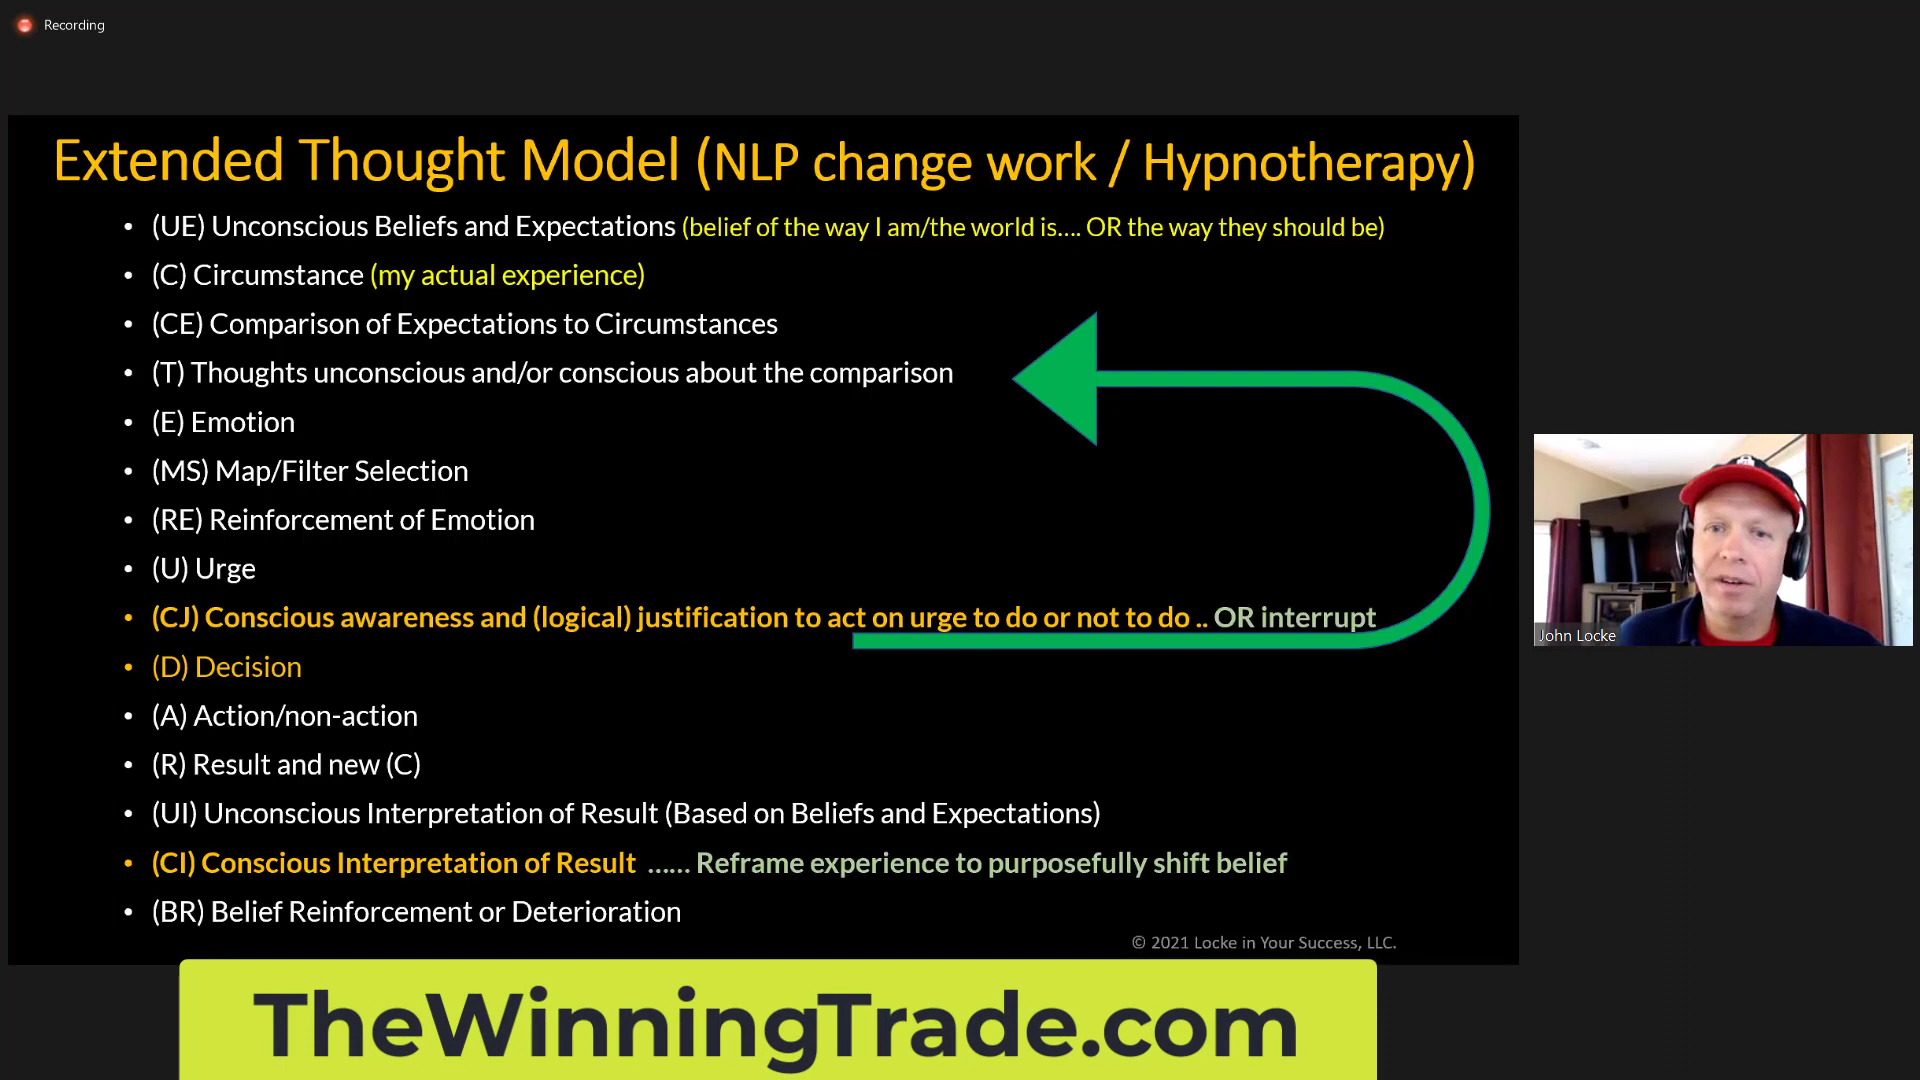 Recording
Extended Thought Model (NLP change work / Hypnotherapy)
• (UE) Unconscious Beliefs and Expectations (belief of the way I am/the world is.... OR the way they should be)
• (C) Circumstance (my actual experience)
• (CE) Comparison of Expectations to Circumstances
• (T) Thoughts unconscious and/or conscious about the comparison
• (E) Emotion
• (MS) Map/Filter Selection
• (RE) Reinforcement of Emotion
• (U) Urge
• (CJ) Conscious awareness and (logical) justification to act on urge to do or not to do .. OR interrupt
• (D) Decision
• (A) Action/non-action
• (R) Result and new (C)
• (UI) Unconscious Interpretation of Result (Based on Beliefs and Expectations)
• (CI) Conscious Interpretation of Result ...... Reframe experience to purposefully shift belief
• (BR) Belief Reinforcement or Deterioration
© 2021 Locke in Your Success, LLC.
John Locke
TheWinningTrade.com